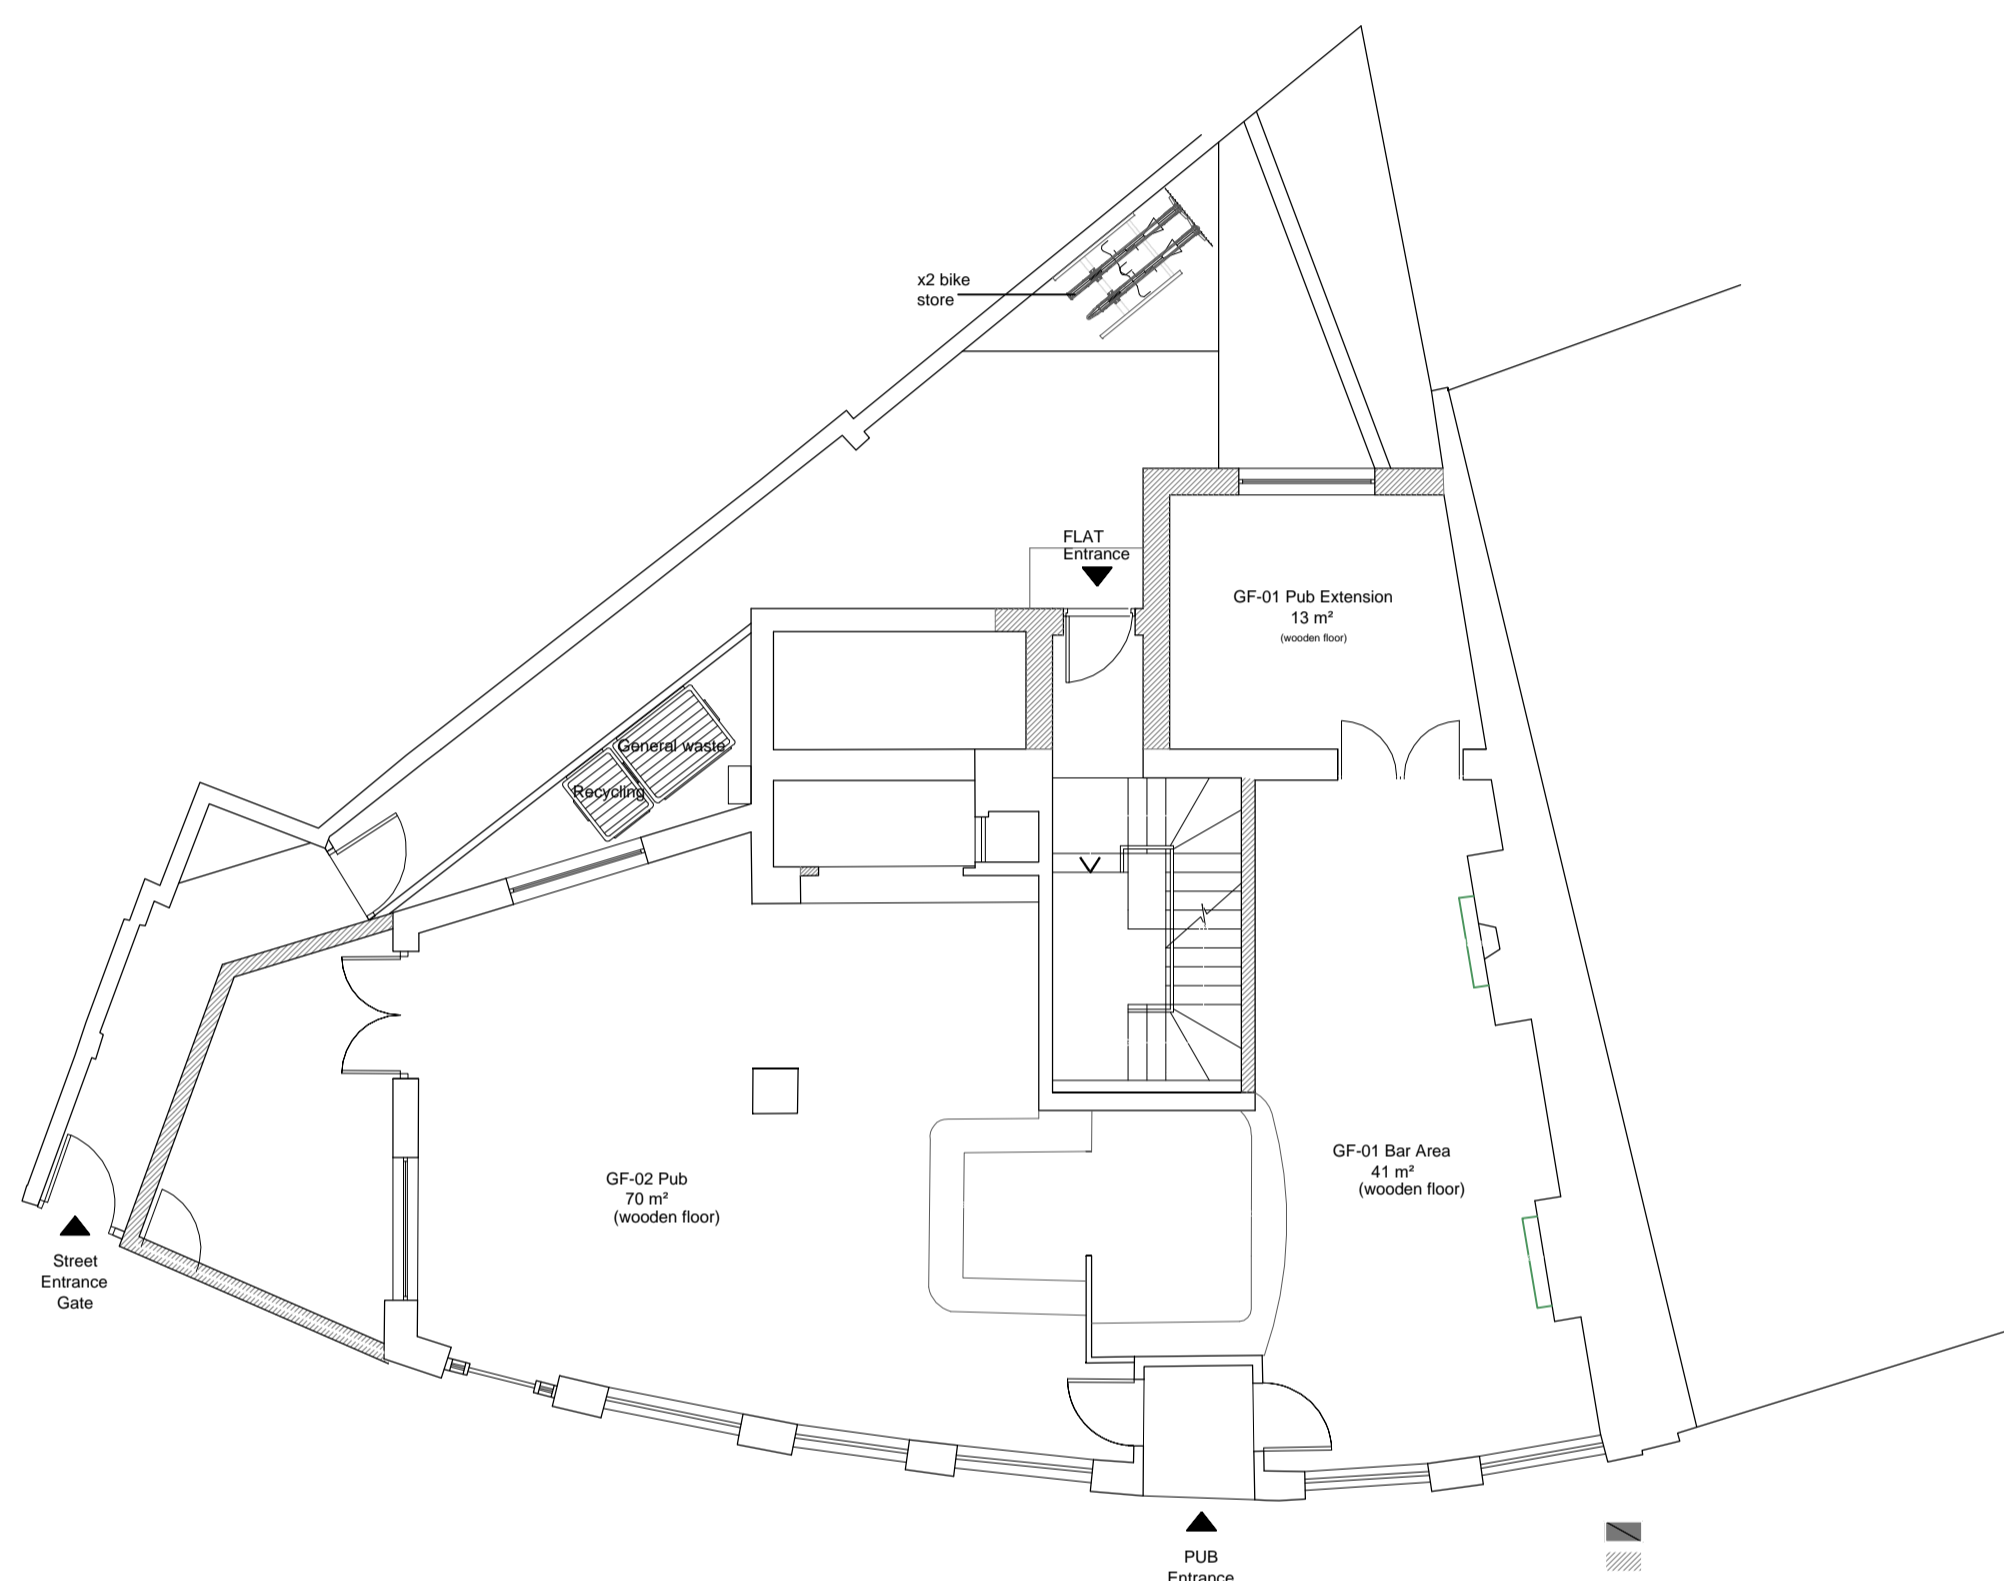 x2 bike
store
FLAT
Entrance
GF-01 Pub Extension
13 m²
(wooden floor)
General waste
Recycling
GF-01 Bar Area
41 m²
(wooden floor)
GF-02 Pub
70 m²
(wooden floor)
Street
Entrance
Gate
PUB
Entrance